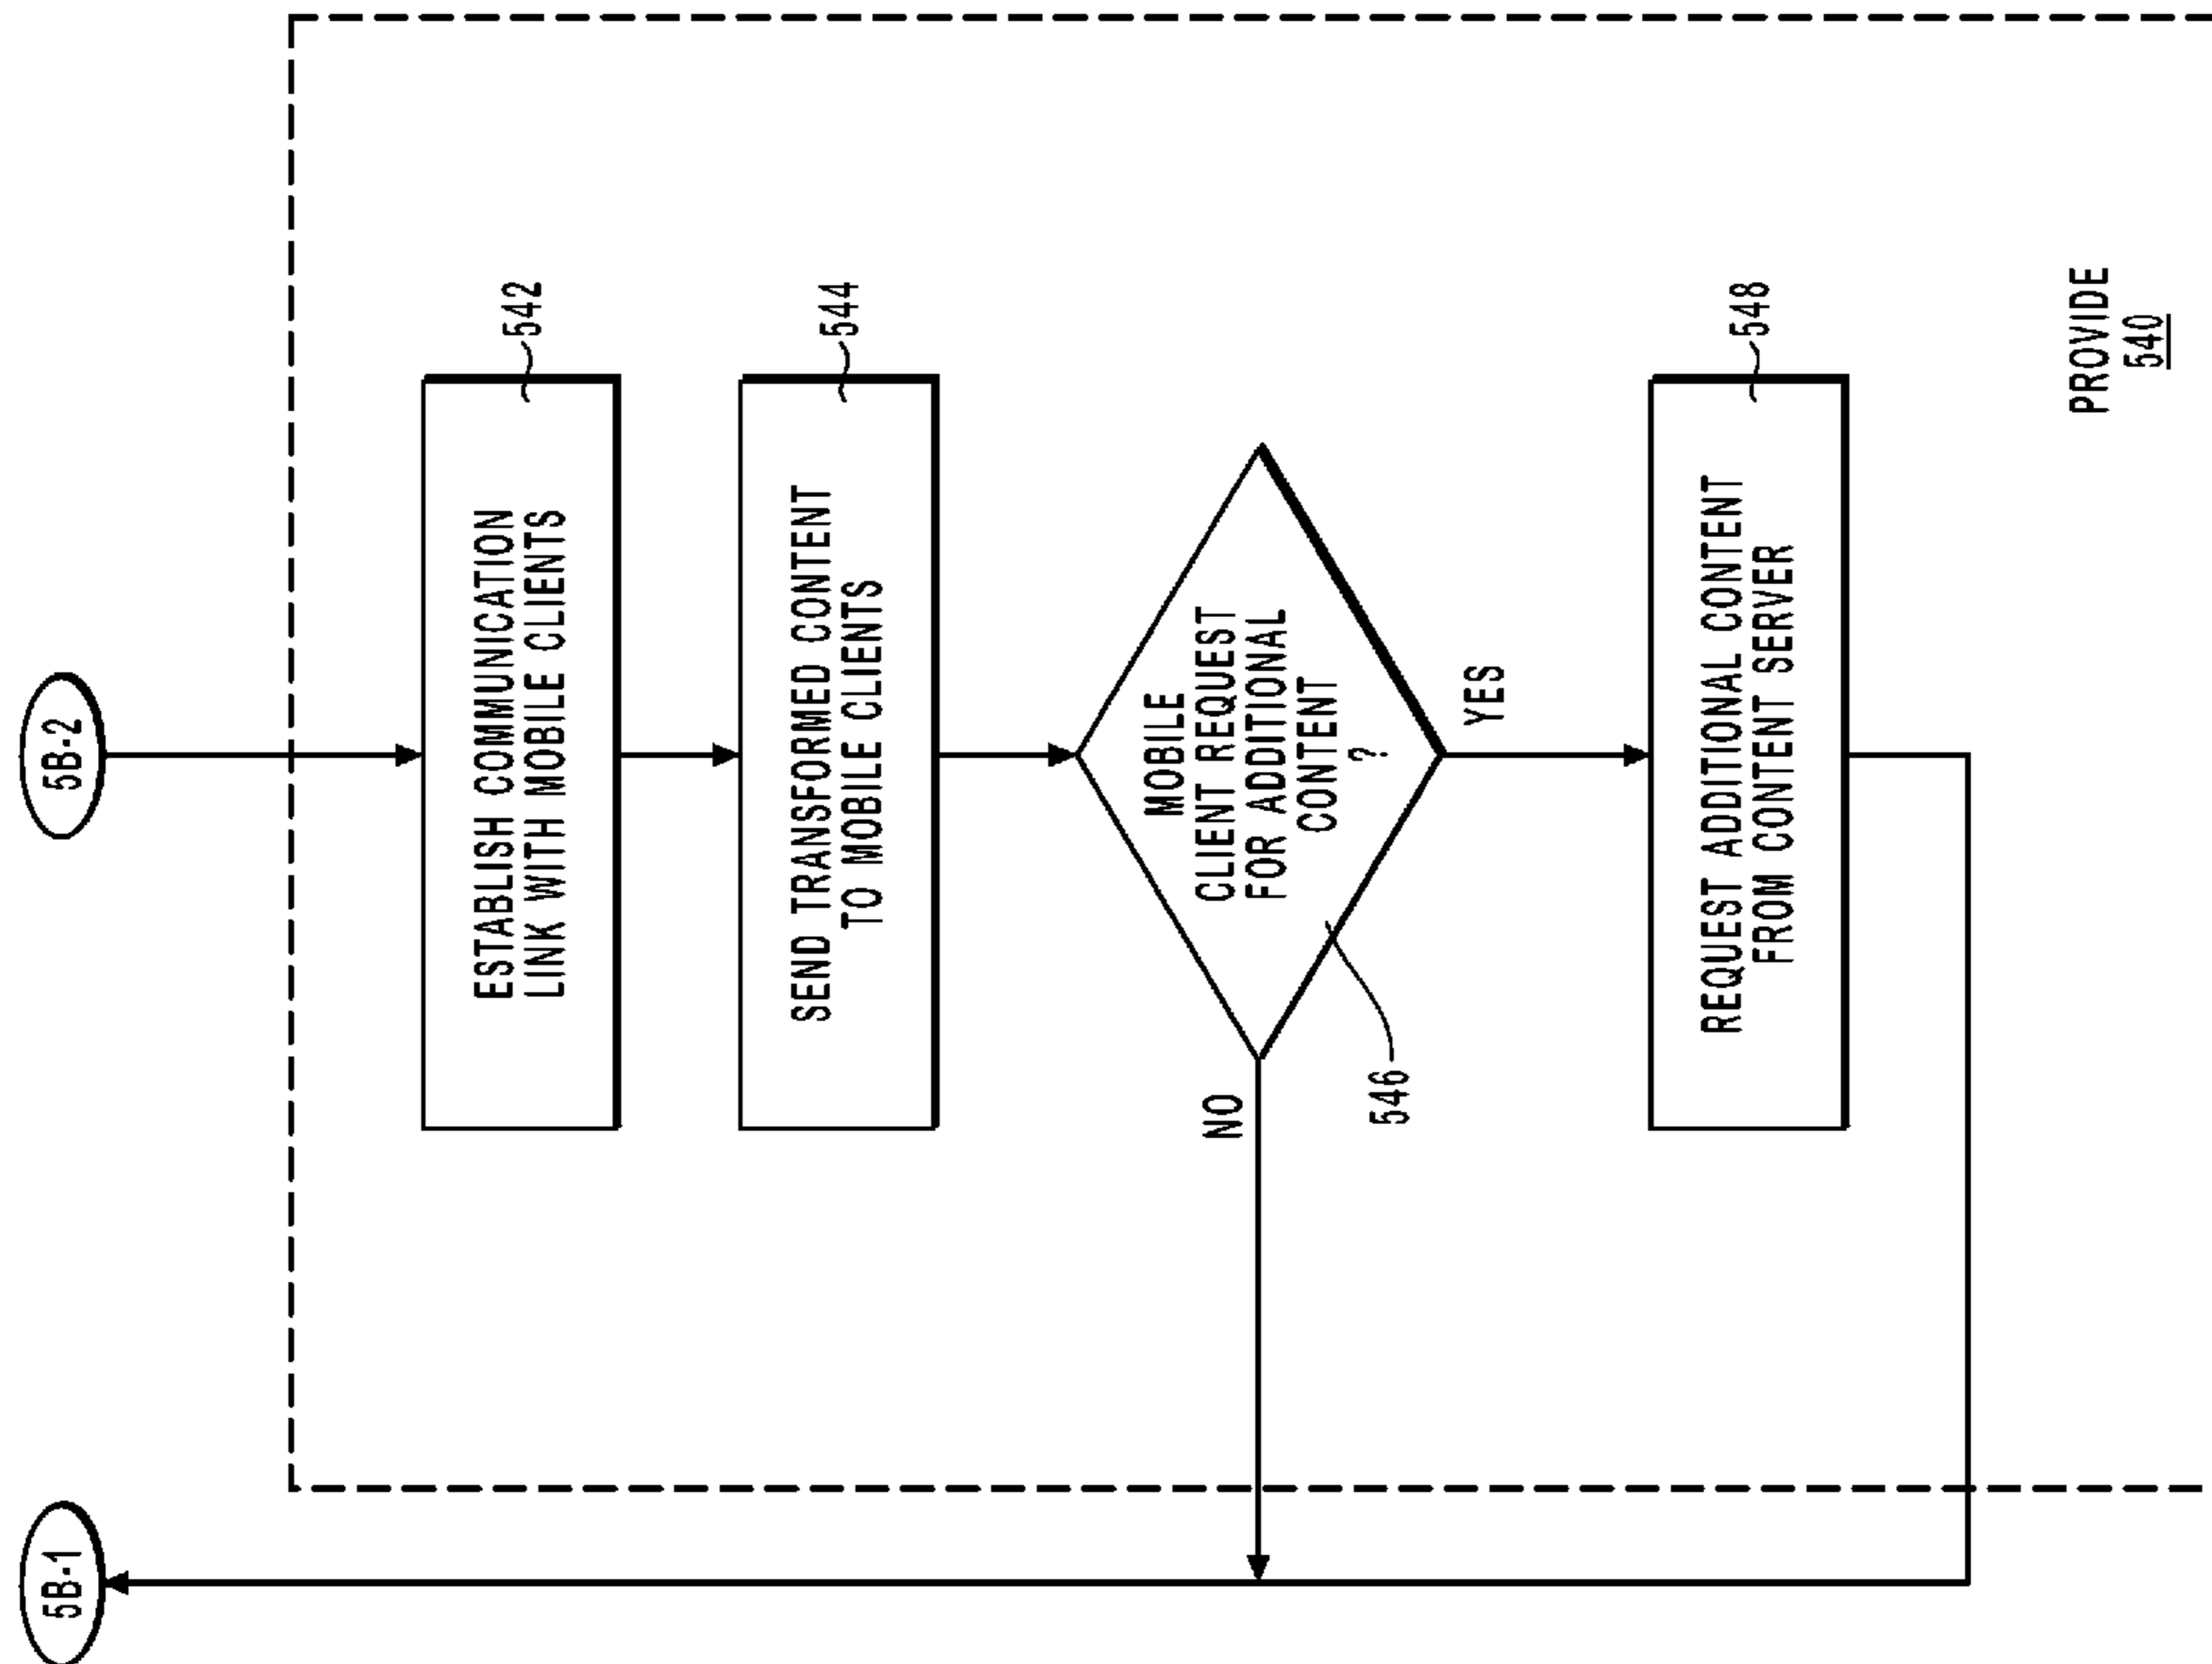 5B-1
5B-2
ESTABLISH COMMUNICATION
LINK WITH MOBILE CLIENTS
542
SEND TRANSFORMED CONTENT
TO MOBILE CLIENTS
544
MOBILE
CLIENT REQUEST
FOR ADDITIONAL
CONTENT
?
NO
546
YES
REQUEST ADDITIONAL CONTENT
FROM CONTENT SERVER
548
PROVIDE
540